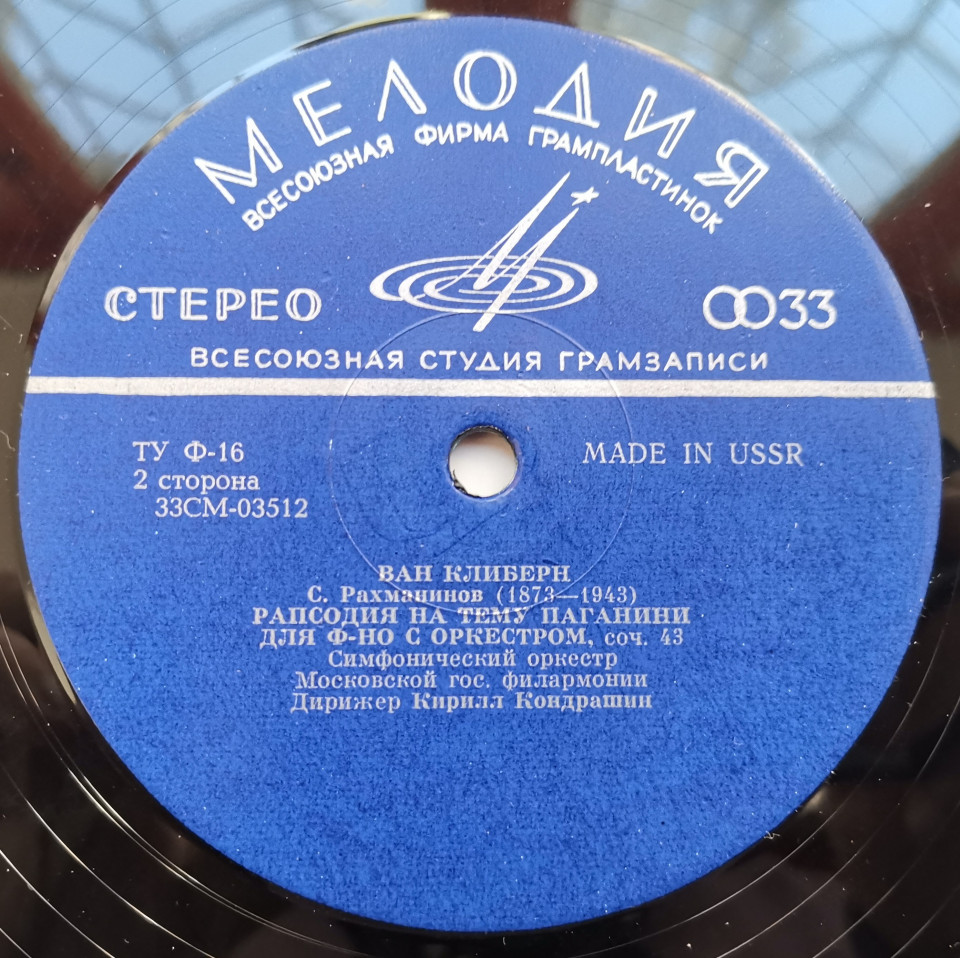 МЕЛОДИЯ
ВСЕСОЮЗНАЯ ФИРМА ГРАМПЛАСТИНОК
СТЕРЕО
33
ВСЕСОЮЗНАЯ СТУДИЯ ГРАМЗАПИСИ
ТУ Ф-16
MADE IN USSR
2 сторона
33СМ-03512
ВАН КЛИБЕРН
С. Рахманинов (1873—1943)
РАПСОДИЯ НА ТЕМУ ПАГАНИНИ
ДЛЯ Ф-НО С ОРКЕСТРОМ, соч. 43
Симфонический оркестр
Московской гос. филармонии
Дирижер Кирилл Кондрашин